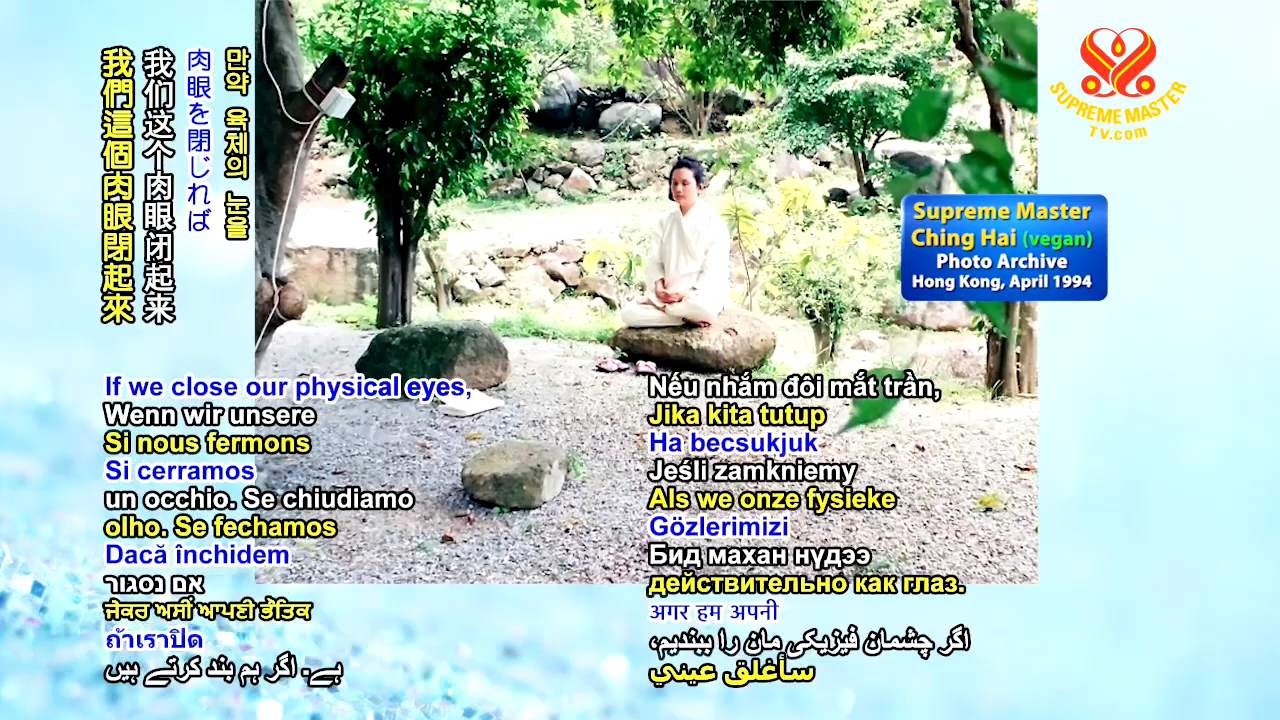 我們這個肉眼閉起來
我们这个肉眼闭起来
肉眼を閉じれば
만약 육체의 눈을
SUPREME MASTER
TV.com
Supreme Master
Ching Hai (vegan)
Photo Archive
Hong Kong, April 1994
If we close our physical eyes,
Wenn wir unsere
Si nous fermons
Si cerramos
un occhio. Se chiudiamo
olho. Se fechamos
Dacă închidem
אם נסגור
ਜੇਕਰ ਅਸੀਂ ਆਪਣੀ ਭੌਤਿਕ
ถ้าเราปิด
ہے۔ اگر ہم بند کرتے ہیں
Nếu nhắm đôi mắt trần,
Jika kita tutup
Ha becsukjuk
Jeśli zamkniemy
Als we onze fysieke
Gözlerimizi
Бид махан нүдээ
действительно как глаз.
अगर हम अपनी
اگر چشمان فیزیکی مان را ببندیم،
سأغلق عيني